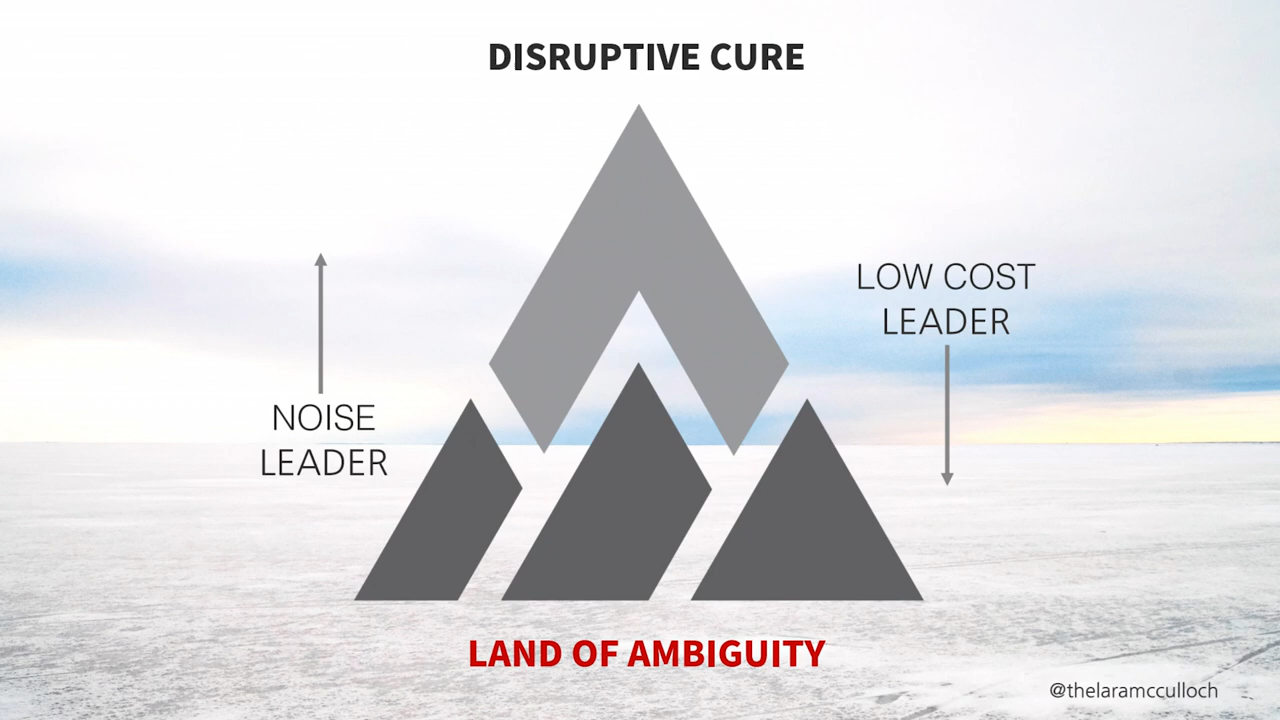 DISRUPTIVE CURE
LOW COST
LEADER
NOISE
LEADER
LAND OF AMBIGUITY
@thelaramcculloch